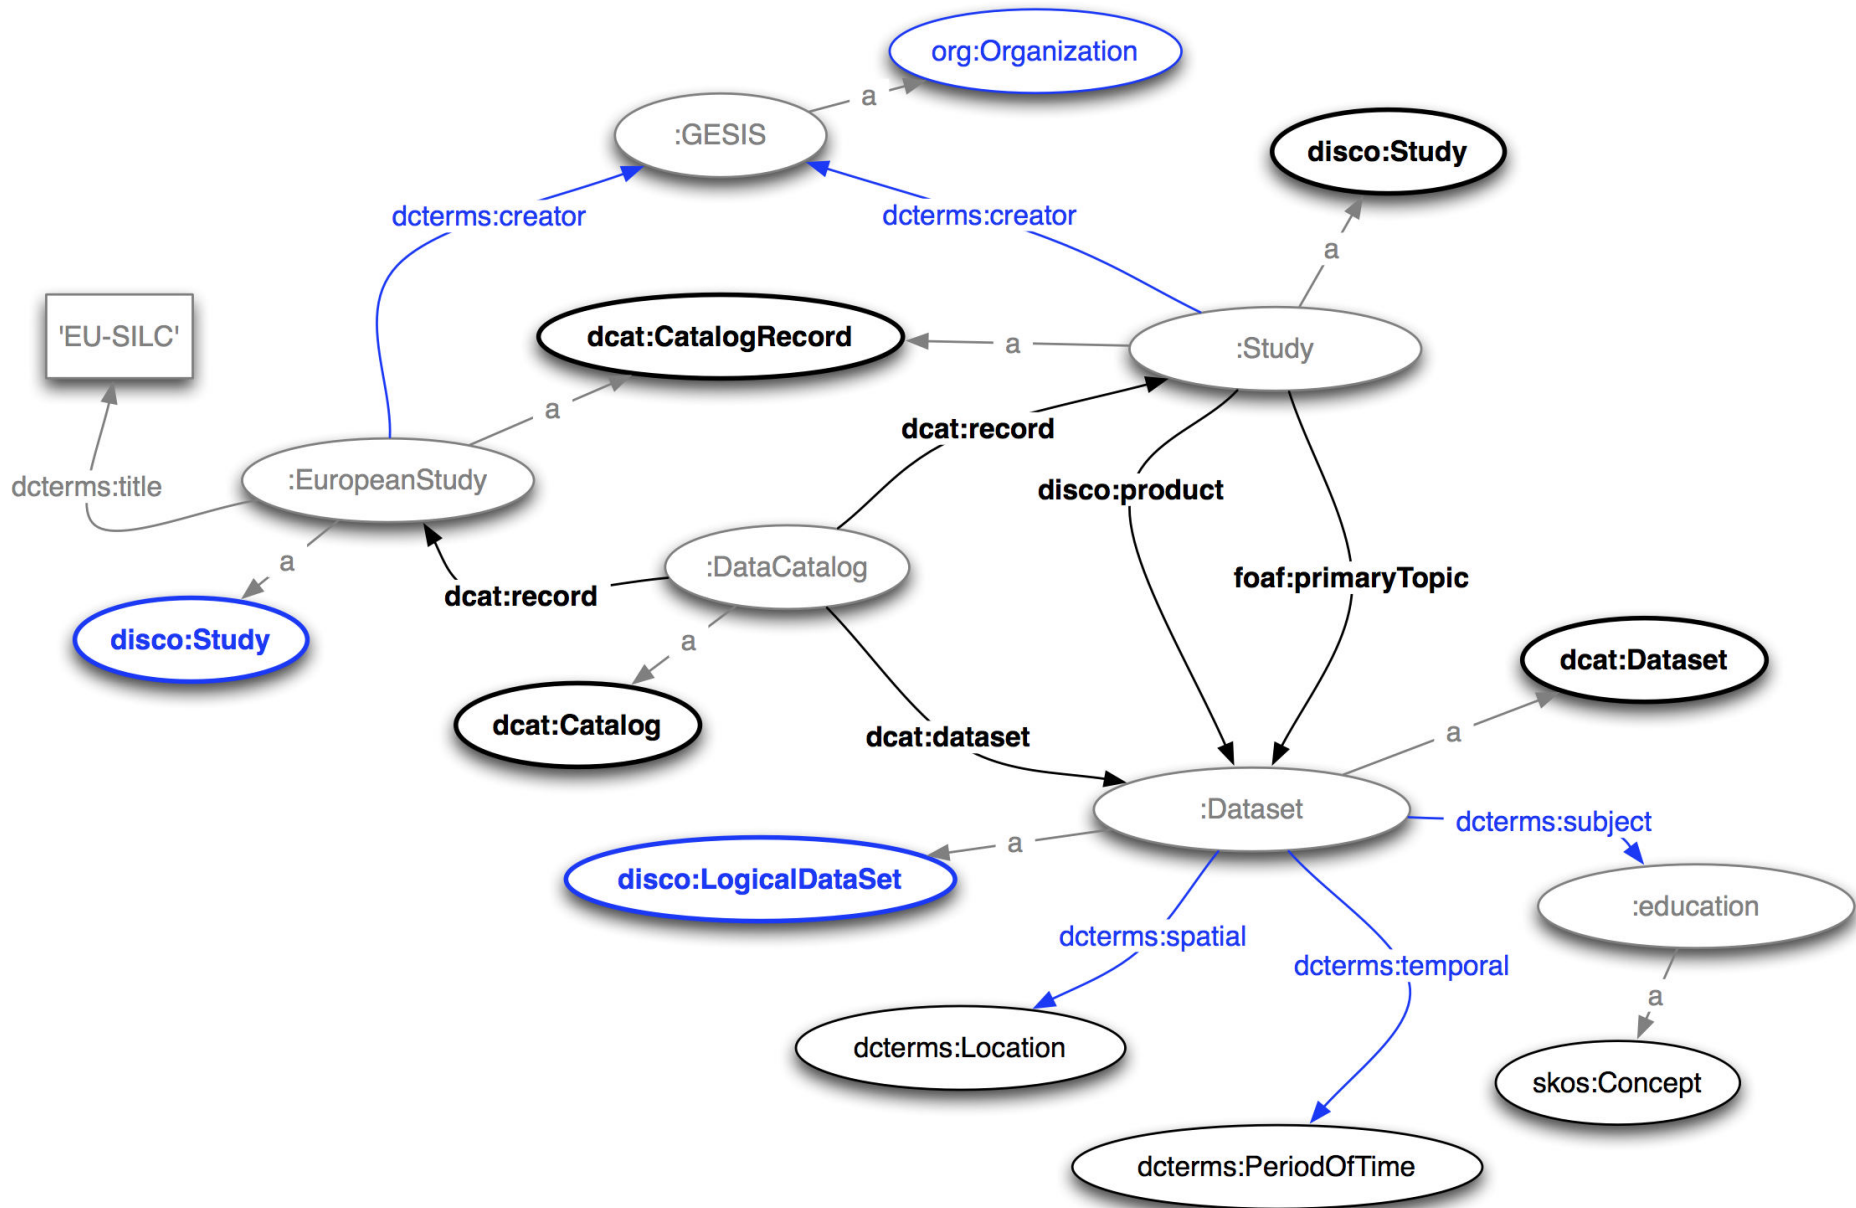 org:Organization
a
:GESIS
disco:Study
dcterms:creator
dcterms:creator
a
'EU-SILC'
dcat:CatalogRecord
a
:Study
a
dcat:record
:EuropeanStudy
dcterms:title
disco:product
a
:DataCatalog
foaf:primaryTopic
dcat:record
disco:Study
a
dcat:Dataset
dcat:Catalog
dcat:dataset
a
:Dataset
dcterms:subject
a
disco:LogicalDataSet
:education
dcterms:spatial
dcterms:temporal
a
dcterms:Location
skos:Concept
dcterms:PeriodOfTime